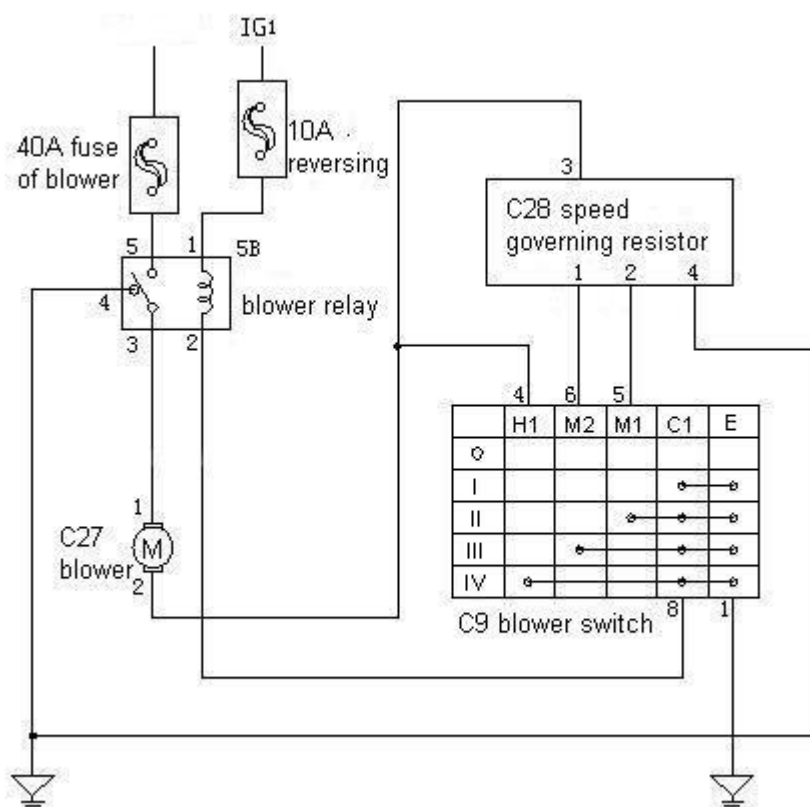 IG1
40A fuse
of blower
10A
reversing
5
1
5B
4
blower relay
3
2
3
C28 speed
governing resistor
1
2
4
4
6
5
H1
M2
M1
C1
E
O
I
II
III
IV
8
1
C9 blower switch
1
C27
blower
M
2